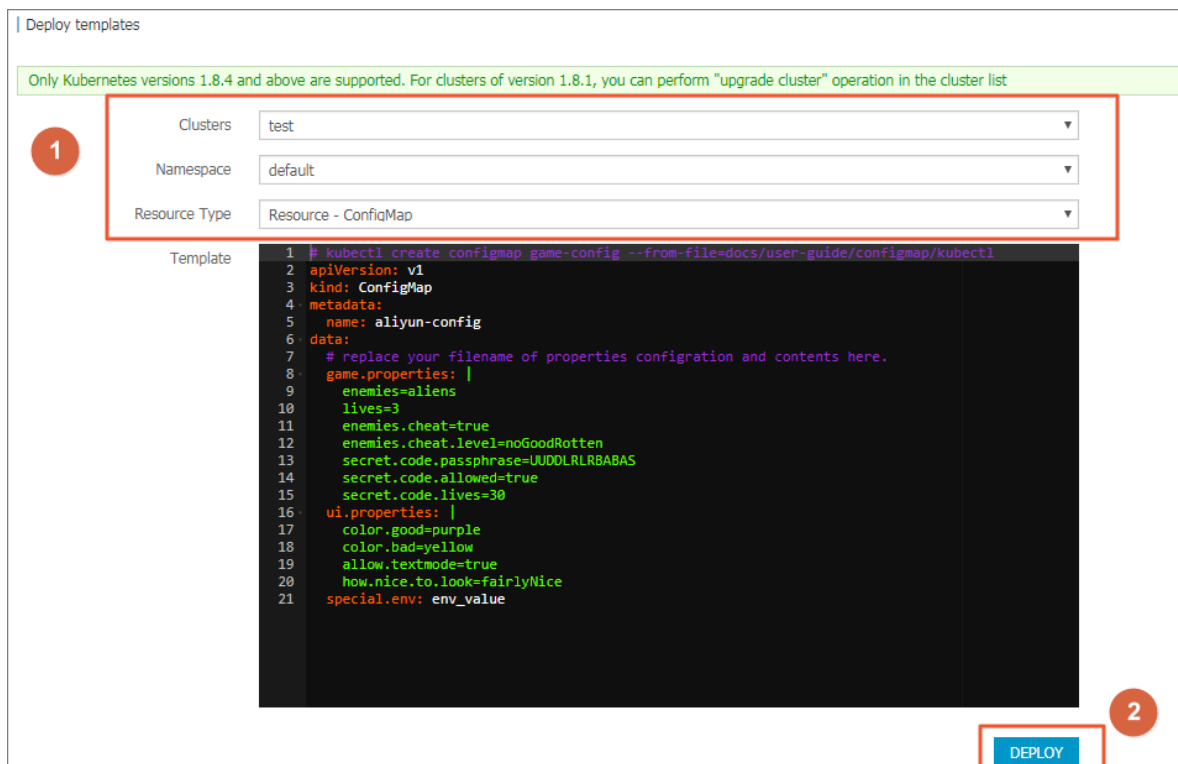 Deploy templates
Only Kubernetes versions 1.8.4 and above are supported. For clusters of version 1.8.1, you can perform "upgrade cluster" operation in the cluster list
1
Clusters test
Namespace default
Resource Type Resource - ConfigMap
Template
1 # kubectl create configmap game-config --from-file=docs/user-guide/configmap/kubectl
2 apiVersion: v1
3 kind: ConfigMap
4 metadata:
5   name: aliyun-config
6 data:
7   # replace your filename of properties configration and contents here.
8   game.properties: |
9     enemies=aliens
10     lives=3
11     enemies.cheat=true
12     enemies.cheat.level=noGoodRotten
13     secret.code.passphrase=UUDDLRLRBABAS
14     secret.code.allowed=true
15     secret.code.lives=30
16   ui.properties: |
17     color.good=purple
18     color.bad=yellow
19     allow.textmode=true
20     how.nice.to.look=fairlyNice
21   special.env: env_value
2
DEPLOY